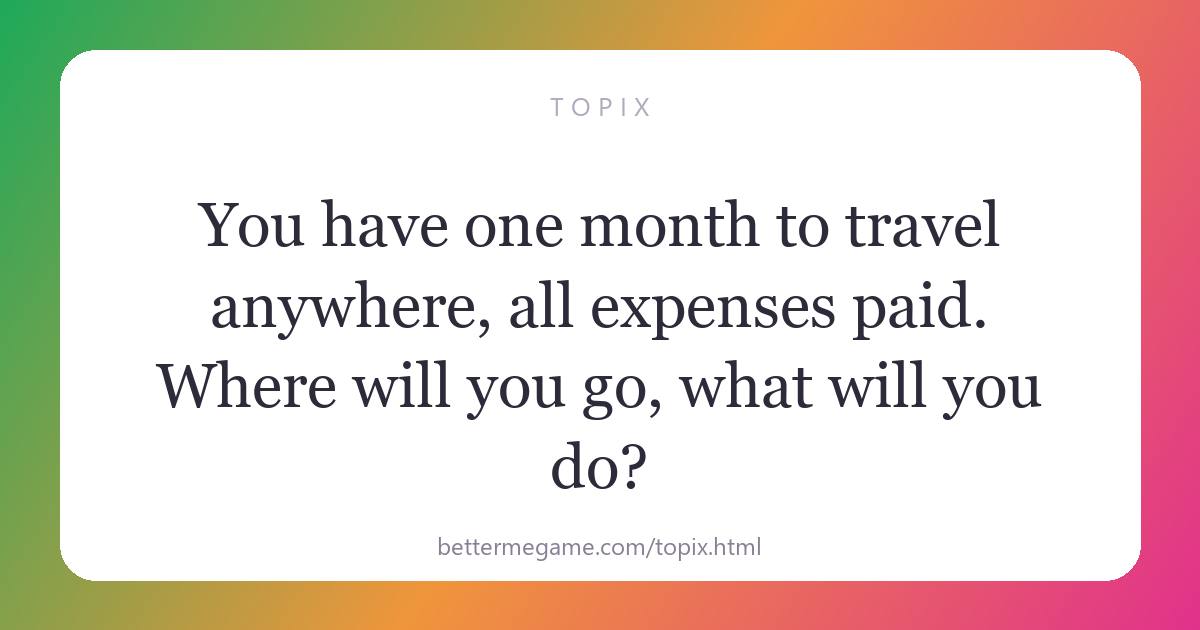 TOPIX
You have one month to travel
anywhere, all expenses paid.
Where will you go, what will you
do?
bettermegame.com/topix.html